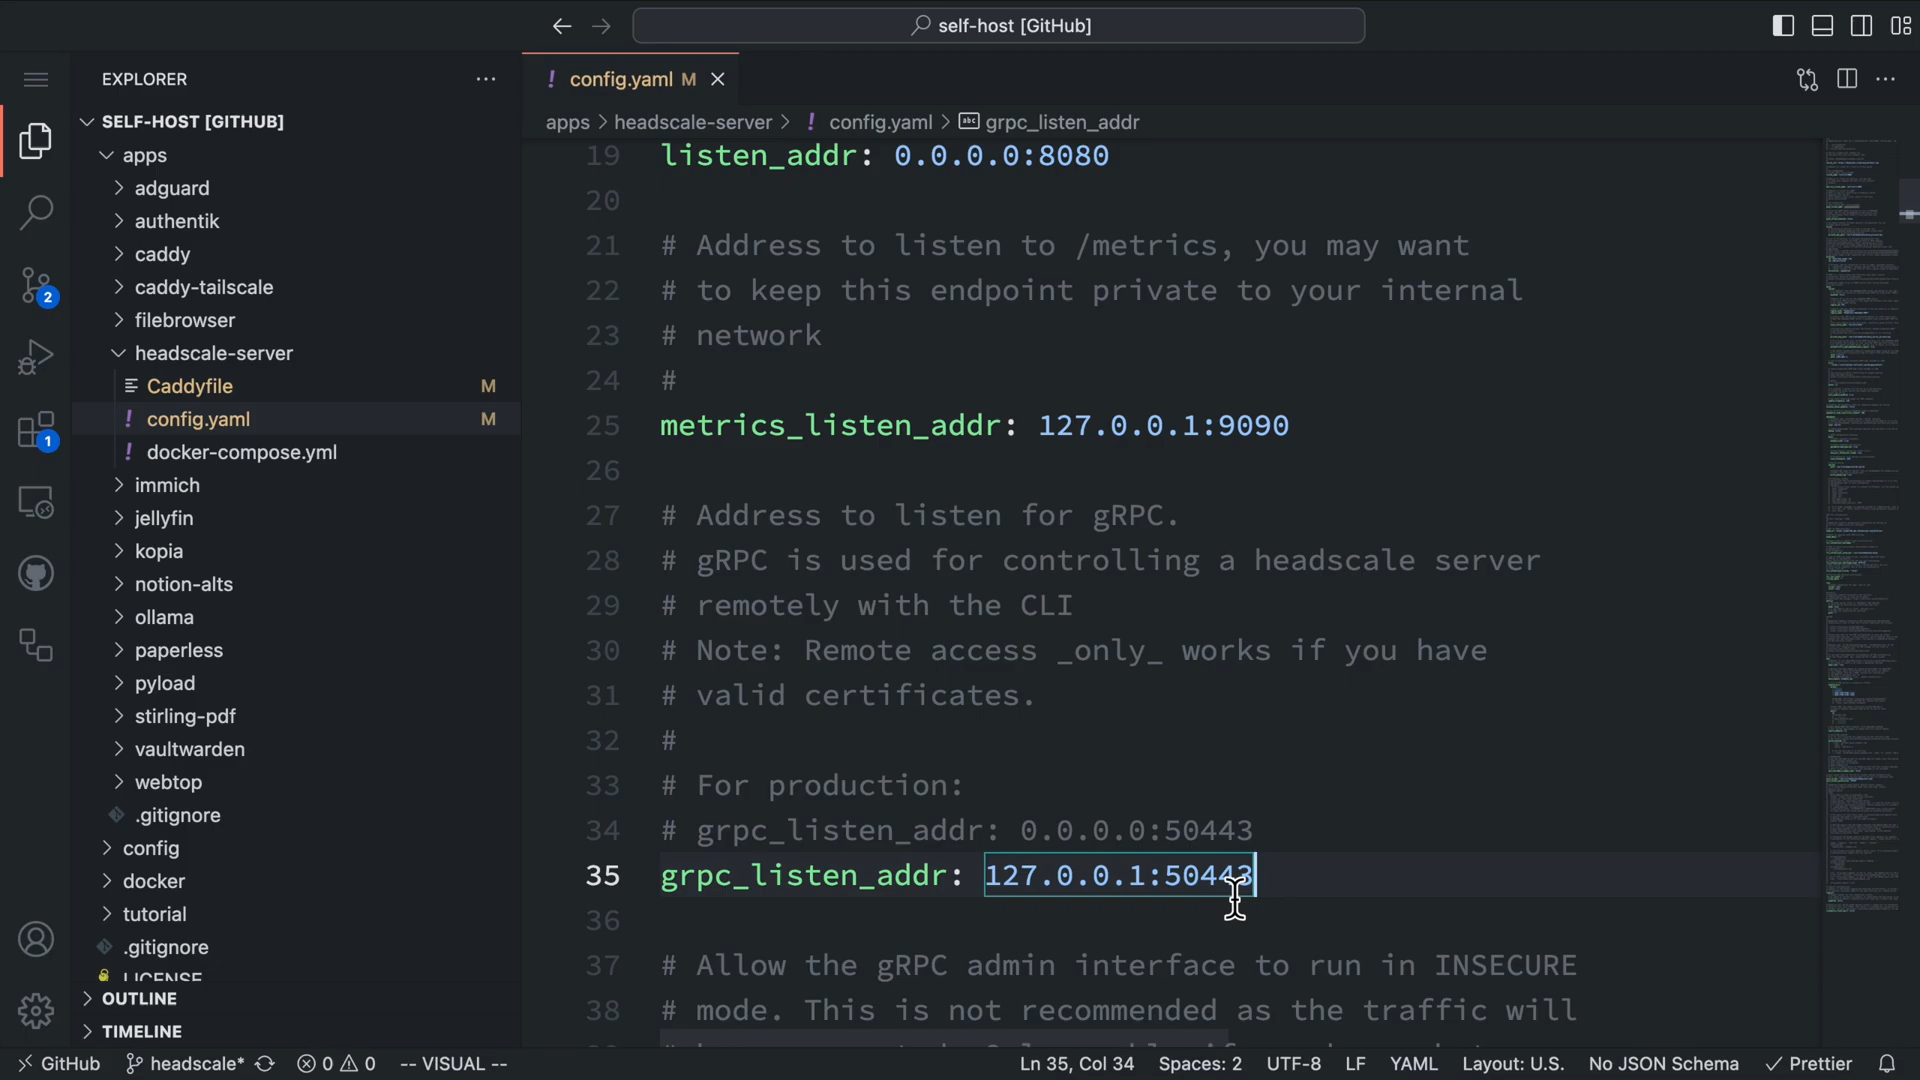 self-host [GitHub]
EXPLORER
SELF-HOST [GITHUB]
apps
adguard
authentik
caddy
caddy-tailscale
filebrowser
headscale-server
Caddyfile M
config.yaml M
docker-compose.yml
immich
jellyfin
kopia
notion-alts
ollama
paperless
pyload
stirling-pdf
vaultwarden
webtop
.gitignore
config
docker
tutorial
.gitignore
LICENSE
OUTLINE
TIMELINE
2
1
! config.yaml M
apps > headscale-server > ! config.yaml > abc grpc_listen_addr
19 listen_addr: 0.0.0.0:8080
20
21 # Address to listen to /metrics, you may want
22 # to keep this endpoint private to your internal
23 # network
24 #
25 metrics_listen_addr: 127.0.0.1:9090
26
27 # Address to listen for gRPC.
28 # gRPC is used for controlling a headscale server
29 # remotely with the CLI
30 # Note: Remote access _only_ works if you have
31 # valid certificates.
32 #
33 # For production:
34 # grpc_listen_addr: 0.0.0.0:50443
35 grpc_listen_addr: 127.0.0.1:50443
36
37 # Allow the gRPC admin interface to run in INSECURE
38 # mode. This is not recommended as the traffic will
GitHub headscale* 0 0 -- VISUAL -- Ln 35, Col 34 Spaces: 2 UTF-8 LF YAML Layout: U.S. No JSON Schema Prettier